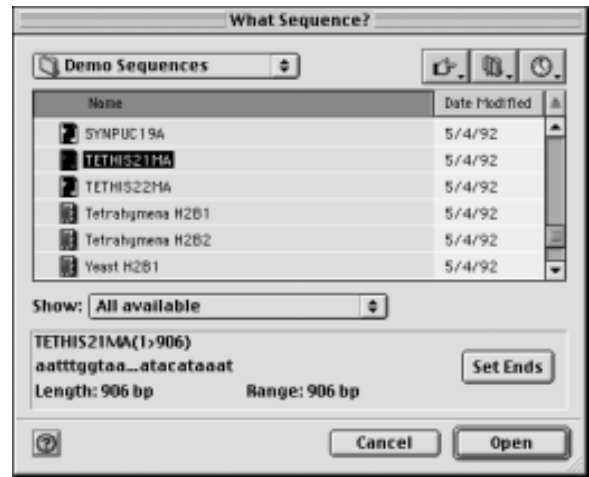 What Sequence?
Demo Sequences
Name Date Modified
SYNPUC19A 5/4/92
TETHIS21MA 5/4/92
TETHIS22MA 5/4/92
Tetrahymena H2B1 5/4/92
Tetrahymena H2B2 5/4/92
Yeast H2B1 5/4/92
Show: All available
TETHIS21MA(1>906)
aatttggtaa...atacataaat
Set Ends
Length: 906 bp Range: 906 bp
? Cancel Open